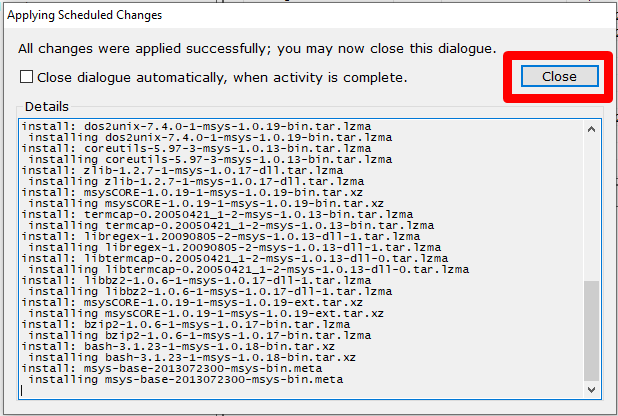 Applying Scheduled Changes
All changes were applied successfully; you may now close this dialogue.
Close dialogue automatically, when activity is complete.
Close
Details
install: dos2unix-7.4.0-1-msys-1.0.19-bin.tar.lzma
installing dos2unix-7.4.0-1-msys-1.0.19-bin.tar.lzma
install: coreutils-5.97-3-msys-1.0.13-bin.tar.lzma
installing coreutils-5.97-3-msys-1.0.13-bin.tar.lzma
install: zlib-1.2.7-1-msys-1.0.17-dll.tar.lzma
installing zlib-1.2.7-1-msys-1.0.17-dll.tar.lzma
install: msysCORE-1.0.19-1-msys-1.0.19-bin.tar.xz
installing msysCORE-1.0.19-1-msys-1.0.19-bin.tar.xz
install: termcap-0.20050421_1-2-msys-1.0.13-bin.tar.lzma
installing termcap-0.20050421_1-2-msys-1.0.13-bin.tar.lzma
install: libregex-1.20090805-2-msys-1.0.13-dll-1.tar.lzma
installing libregex-1.20090805-2-msys-1.0.13-dll-1.tar.lzma
install: libtermcap-0.20050421_1-2-msys-1.0.13-dll-0.tar.lzma
installing libtermcap-0.20050421_1-2-msys-1.0.13-dll-0.tar.lzma
install: libbz2-1.0.6-1-msys-1.0.17-dll-1.tar.lzma
installing libbz2-1.0.6-1-msys-1.0.17-dll-1.tar.lzma
install: msysCORE-1.0.19-1-msys-1.0.19-ext.tar.xz
installing msysCORE-1.0.19-1-msys-1.0.19-ext.tar.xz
install: bzip2-1.0.6-1-msys-1.0.17-bin.tar.lzma
installing bzip2-1.0.6-1-msys-1.0.17-bin.tar.lzma
install: bash-3.1.23-1-msys-1.0.18-bin.tar.xz
installing bash-3.1.23-1-msys-1.0.18-bin.tar.xz
install: msys-base-2013072300-msys-bin.meta
installing msys-base-2013072300-msys-bin.meta